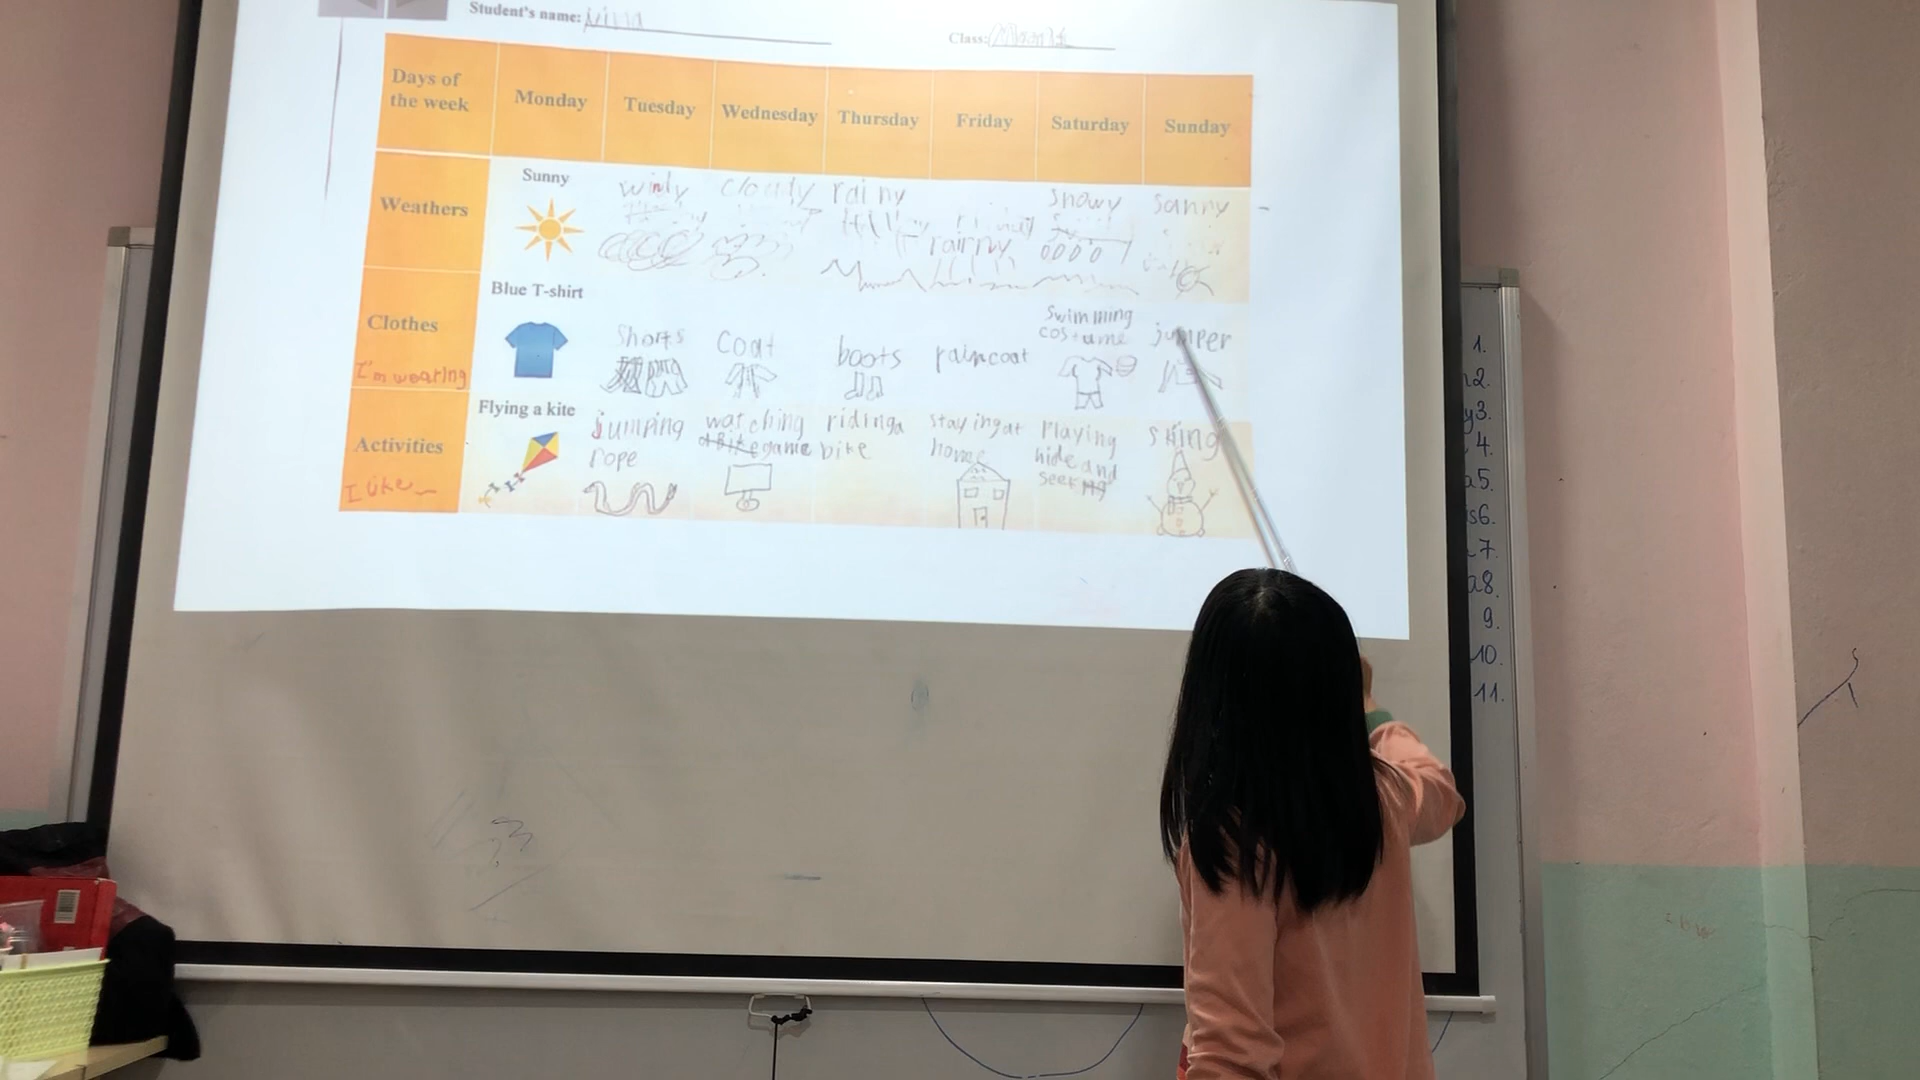 Student's name: Nina
Class:
Days of the week Monday Tuesday Wednesday Thursday Friday Saturday Sunday
Weathers Sunny windy cloudy rainy rainy snowy sanny
Clothes Blue T-shirt shorts coat boots raincoat swimming costume jumper
I'm wearing
Activities Flying a kite jumping rope watching game riding a bike staying at home playing hide and seek sking
I like
1.
2.
3.
4.
5.
6.
7.
8.
9.
10.
11.